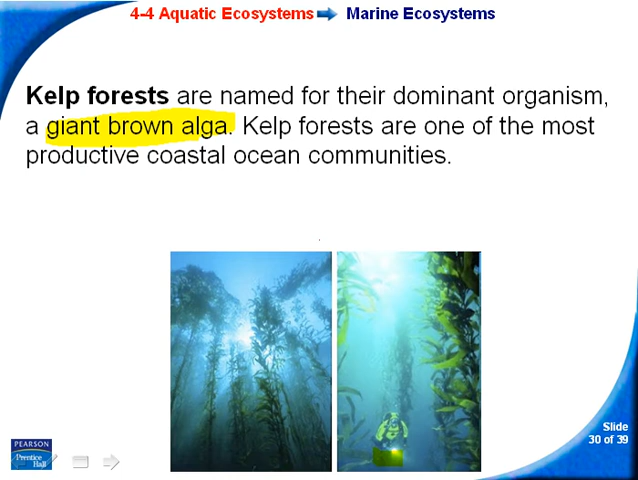 4-4 Aquatic Ecosystems Marine Ecosystems
Kelp forests are named for their dominant organism,
a giant brown alga. Kelp forests are one of the most
productive coastal ocean communities.
Slide
30 of 39
PEARSON
Prentice
Hall